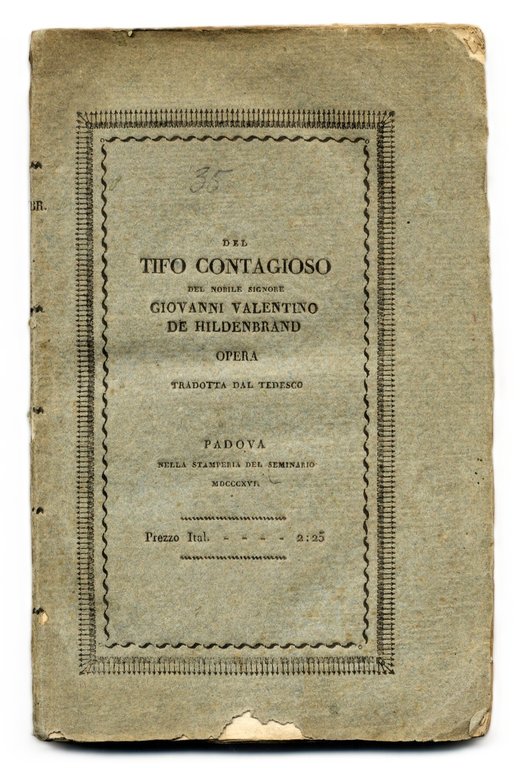 35
BR.
DEL
TIFO CONTAGIOSO
DEL NOBILE SIGNORE
GIOVANNI VALENTINO
DE HILDENBRAND
OPERA
TRADOTTA DAL TEDESCO
PADOVA
NELLA STAMPERIA DEL SEMINARIO
MDCCCXVI.
Prezzo Ital. - - - - 2:25